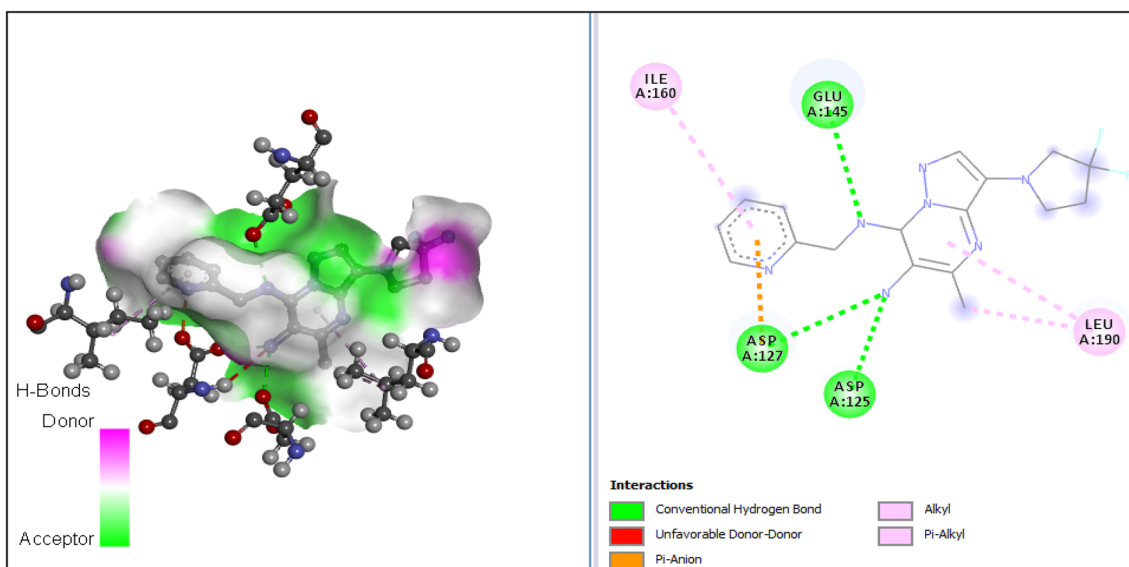 H-Bonds
Donor
Acceptor
ILE
A:160
GLU
A:145
F
F
N
N
N
N
N
N
N
ASP
A:127
ASP
A:125
LEU
A:190
Interactions
Conventional Hydrogen Bond
Unfavorable Donor-Donor
Pi-Anion
Alkyl
Pi-Alkyl